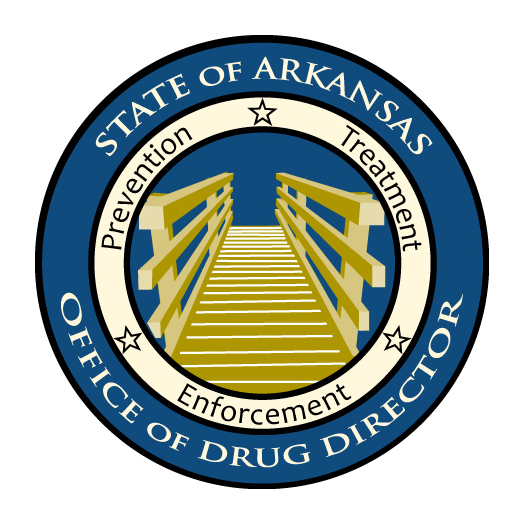 STATE OF ARKANSAS
Prevention
Treatment
Enforcement
OFFICE OF DRUG DIRECTOR